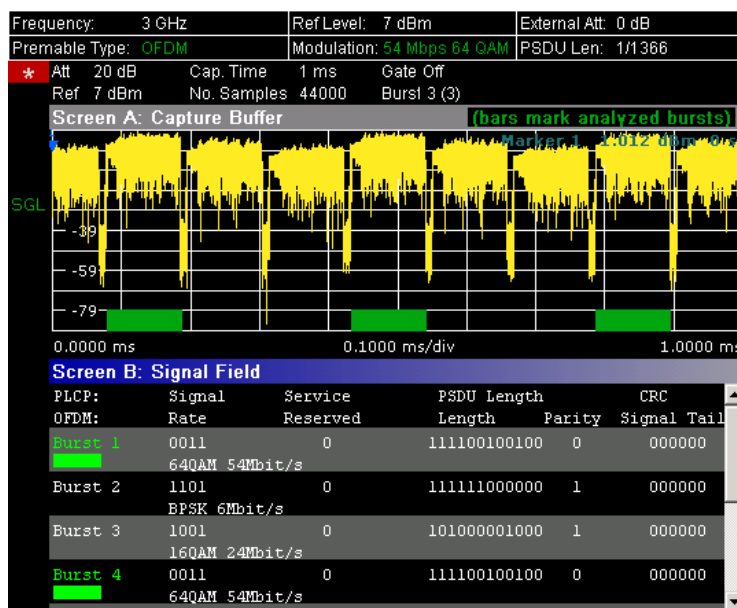 Frequency: 3 GHz Ref Level: 7 dBm External Att: 0 dB
Premable Type: OFDM Modulation: 54 Mbps 64 QAM PSDU Len: 1/1366
* Att 20 dB Cap. Time 1 ms Gate Off
Ref 7 dBm No. Samples 44000 Burst 3 (3)
Screen A: Capture Buffer (bars mark analyzed bursts)
Marker 1 1.012 dBm 0 s
SGL
-39
-59
-79
0.0000 ms 0.1000 ms/div 1.0000 ms
Screen B: Signal Field
PLCP: Signal Service PSDU Length CRC
OFDM: Rate Reserved Length Parity Signal Tail
Burst 1 0011 0 111100100100 0 000000
64QAM 54Mbit/s
Burst 2 1101 0 111111000000 1 000000
BPSK 6Mbit/s
Burst 3 1001 0 101000001000 1 000000
16QAM 24Mbit/s
Burst 4 0011 0 111100100100 0 000000
64QAM 54Mbit/s